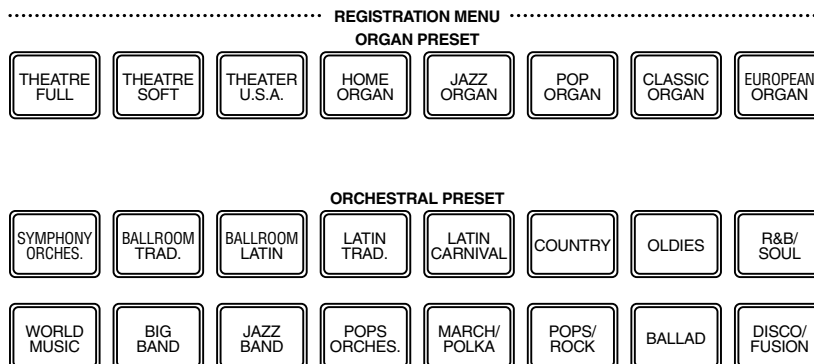 REGISTRATION MENU
ORGAN PRESET
THEATRE FULL
THEATRE SOFT
THEATER U.S.A.
HOME ORGAN
JAZZ ORGAN
POP ORGAN
CLASSIC ORGAN
EUROPEAN ORGAN
ORCHESTRAL PRESET
SYMPHONY ORCHES.
BALLROOM TRAD.
BALLROOM LATIN
LATIN TRAD.
LATIN CARNIVAL
COUNTRY
OLDIES
R&B/ SOUL
WORLD MUSIC
BIG BAND
JAZZ BAND
POPS ORCHES.
MARCH/ POLKA
POPS/ ROCK
BALLAD
DISCO/ FUSION